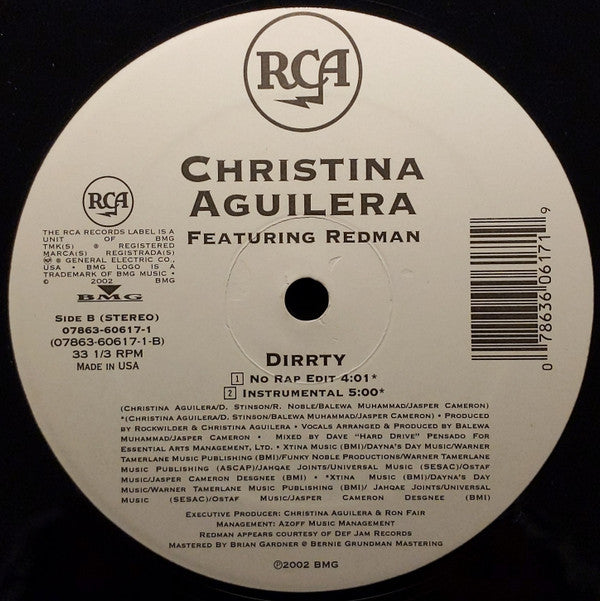 RCA
CHRISTINA
AGUILERA
FEATURING REDMAN
RCA
THE RCA RECORDS LABEL IS A
UNIT OF BMG
TMK(S) ® REGISTERED
MARCA(S) REGISTRADA(S)
® GENERAL ELECTRIC CO.,
USA • BMG LOGO IS A
TRADEMARK OF BMG MUSIC •
© 2002 BMG
BMG
SIDE B (STEREO)
07863-60617-1
(07863-60617-1-B)
33 1/3 RPM
MADE IN USA
0 78636 06171 9
DIRRTY
1 NO RAP EDIT 4:01*
2 INSTRUMENTAL 5:00*
(CHRISTINA AGUILERA/D. STINSON/R. NOBLE/BALEWA MUHAMMAD/JASPER CAMERON)
*(CHRISTINA AGUILERA/D. STINSON/BALEWA MUHAMMAD/JASPER CAMERON) • PRODUCED
BY ROCKWILDER & CHRISTINA AGUILERA • VOCALS ARRANGED & PRODUCED BY BALEWA
MUHAMMAD/JASPER CAMERON • MIXED BY DAVE "HARD DRIVE" PENSADO FOR
ESSENTIAL ARTS MANAGEMENT, LTD. • XTINA MUSIC (BMI)/DAYNA'S DAY MUSIC/WARNER
TAMERLANE MUSIC PUBLISHING (BMI)/FUNKY NOBLE PRODUCTIONS/WARNER TAMERLANE
MUSIC PUBLISHING (ASCAP)/JAHQAE JOINTS/UNIVERSAL MUSIC (SESAC)/OSTAF
MUSIC/JASPER CAMERON DESGNEE (BMI) • *XTINA MUSIC (BMI)/DAYNA'S DAY
MUSIC/WARNER TAMERLANE MUSIC PUBLISHING (BMI)/ JAHQAE JOINTS/UNIVERSAL
MUSIC (SESAC)/OSTAF MUSIC/JASPER CAMERON DESGNEE (BMI)
EXECUTIVE PRODUCER: CHRISTINA AGUILERA & RON FAIR
MANAGEMENT: AZOFF MUSIC MANAGEMENT
REDMAN APPEARS COURTESY OF DEF JAM RECORDS
MASTERED BY BRIAN GARDNER @ BERNIE GRUNDMAN MASTERING
℗2002 BMG